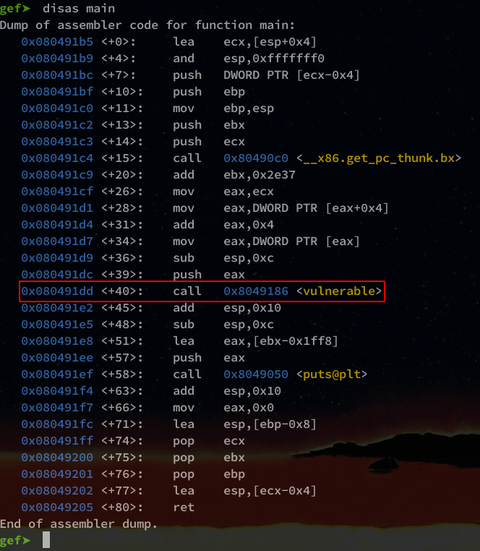 gef➤  disas main
Dump of assembler code for function main:
   0x080491b5 <+0>:     lea    ecx,[esp+0x4]
   0x080491b9 <+4>:     and    esp,0xfffffff0
   0x080491bc <+7>:     push   DWORD PTR [ecx-0x4]
   0x080491bf <+10>:    push   ebp
   0x080491c0 <+11>:    mov    ebp,esp
   0x080491c2 <+13>:    push   ebx
   0x080491c3 <+14>:    push   ecx
   0x080491c4 <+15>:    call   0x80490c0 <__x86.get_pc_thunk.bx>
   0x080491c9 <+20>:    add    ebx,0x2e37
   0x080491cf <+26>:    mov    eax,ecx
   0x080491d1 <+28>:    mov    eax,DWORD PTR [eax+0x4]
   0x080491d4 <+31>:    add    eax,0x4
   0x080491d7 <+34>:    mov    eax,DWORD PTR [eax]
   0x080491d9 <+36>:    sub    esp,0xc
   0x080491dc <+39>:    push   eax
   0x080491dd <+40>:    call   0x8049186 <vulnerable>
   0x080491e2 <+45>:    add    esp,0x10
   0x080491e5 <+48>:    sub    esp,0xc
   0x080491e8 <+51>:    lea    eax,[ebx-0x1ff8]
   0x080491ee <+57>:    push   eax
   0x080491ef <+58>:    call   0x8049050 <puts@plt>
   0x080491f4 <+63>:    add    esp,0x10
   0x080491f7 <+66>:    mov    eax,0x0
   0x080491fc <+71>:    lea    esp,[ebp-0x8]
   0x080491ff <+74>:    pop    ecx
   0x08049200 <+75>:    pop    ebx
   0x08049201 <+76>:    pop    ebp
   0x08049202 <+77>:    lea    esp,[ecx-0x4]
   0x08049205 <+80>:    ret
End of assembler dump.
gef➤